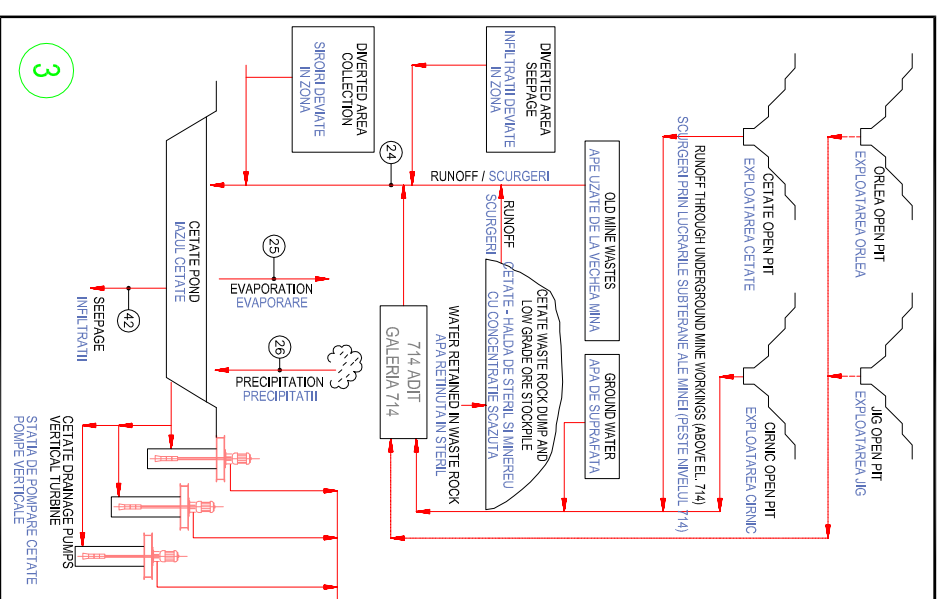 ORLEA OPEN PIT
EXPLOATAREA ORLEA
JIG OPEN PIT
EXPLOATAREA JIG
CETATE OPEN PIT
EXPLOATAREA CETATE
CIRNIC OPEN PIT
EXPLOATAREA CIRNIC
RUNOFF THROUGH UNDERGROUND MINE WORKINGS (ABOVE EL. 714)
SCURGERI PRIN LUCRARILE SUBTERANE ALE MINEI (PESTE NIVELUL 714)
OLD MINE WASTES
APE UZATE DE LA VECHEA MINA
GROUND WATER
APA DE SUPRAFATA
DIVERTED AREA
SEEPAGE
INFILTRATII DEVIATE
IN ZONA
RUNOFF
SCURGERI
CETATE WASTE ROCK DUMP AND
LOW GRADE ORE STOCKPILE
CETATE - HALDA DE STERIL SI MINEREU
CU CONCENTRATIE SCAZUTA
RUNOFF / SCURGERI
WATER RETAINED IN WASTE ROCK
APA RETINUTA IN STERIL
714 ADIT
GALERIA 714
24
DIVERTED AREA
COLLECTION
SIROIRI DEVIATE
IN ZONA
25
EVAPORATION
EVAPORARE
26
PRECIPITATION
PRECIPITATII
CETATE POND
IAZUL CETATE
42
SEEPAGE
INFILTRATII
CETATE DRAINAGE PUMPS
VERTICAL TURBINE
STATIA DE POMPARE CETATE
POMPE VERTICALE
3